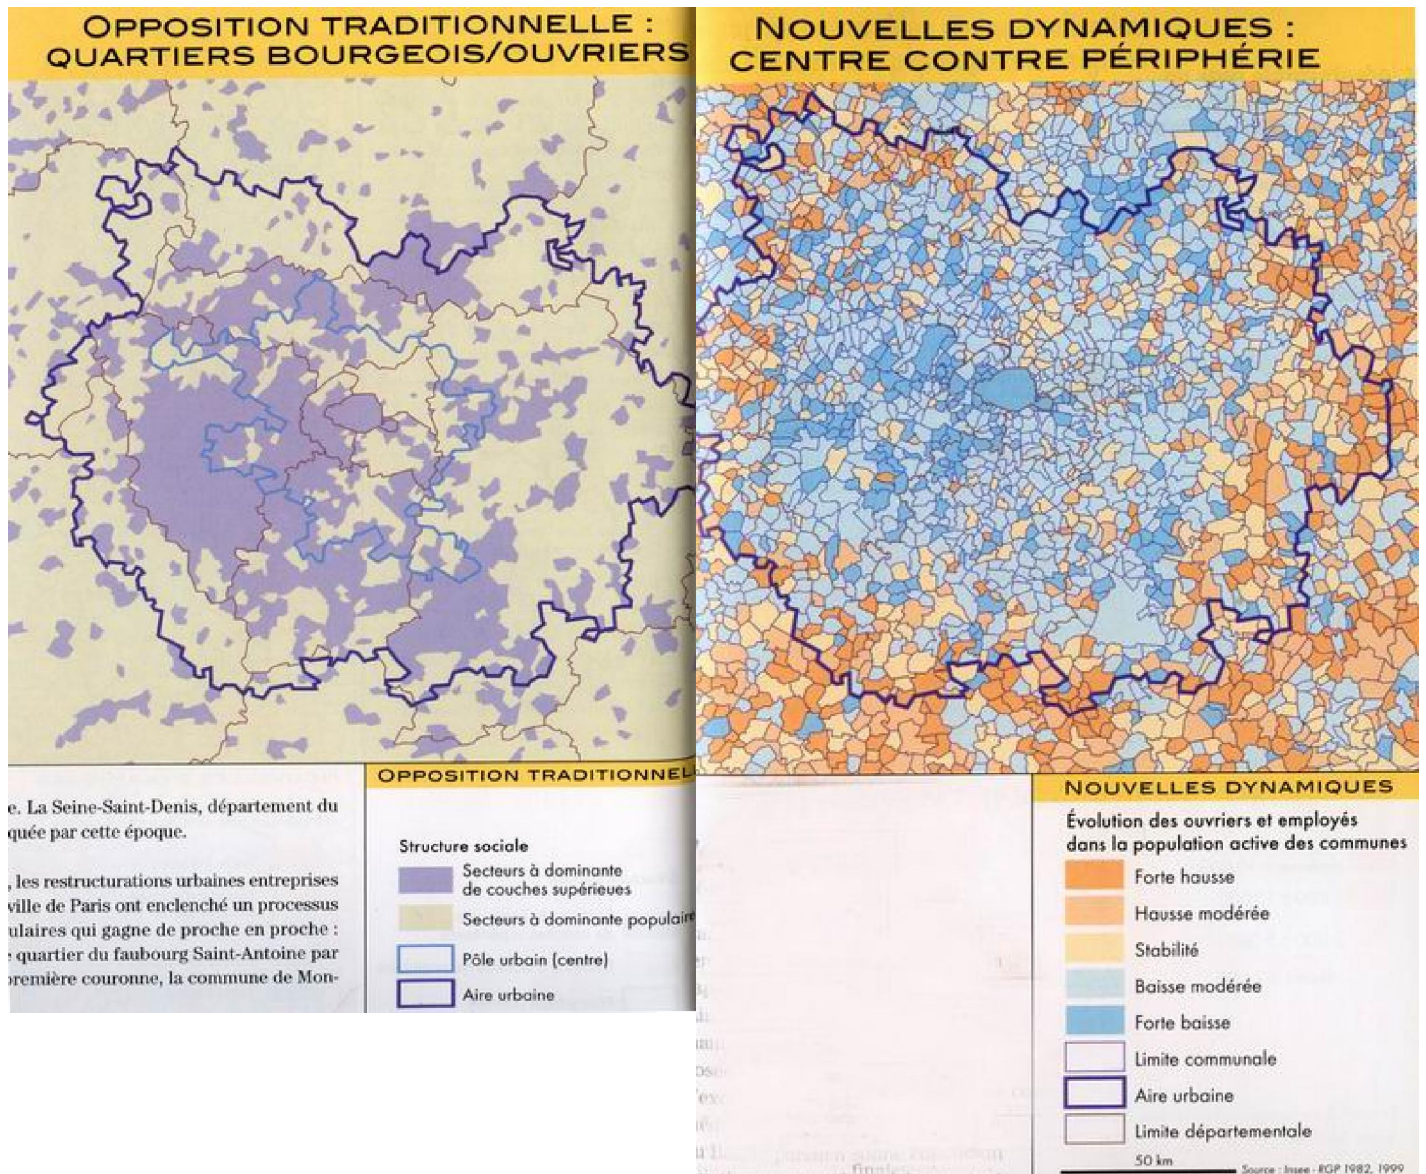 OPPOSITION TRADITIONNELLE :
QUARTIERS BOURGEOIS/OUVRIERS
e. La Seine-Saint-Denis, département du
quée par cette époque.
, les restructurations urbaines entreprises
ville de Paris ont enclenché un processus
ulaires qui gagne de proche en proche :
quartier du faubourg Saint-Antoine par
première couronne, la commune de Mon-
OPPOSITION TRADITIONNEL
Structure sociale
Secteurs à dominante
de couches supérieures
Secteurs à dominante populaire
Pôle urbain (centre)
Aire urbaine
NOUVELLES DYNAMIQUES :
CENTRE CONTRE PÉRIPHÉRIE
NOUVELLES DYNAMIQUES
Évolution des ouvriers et employés
dans la population active des communes
Forte hausse
Hausse modérée
Stabilité
Baisse modérée
Forte baisse
Limite communale
Aire urbaine
Limite départementale
50 km
Source : Insee - RGP 1982, 1999